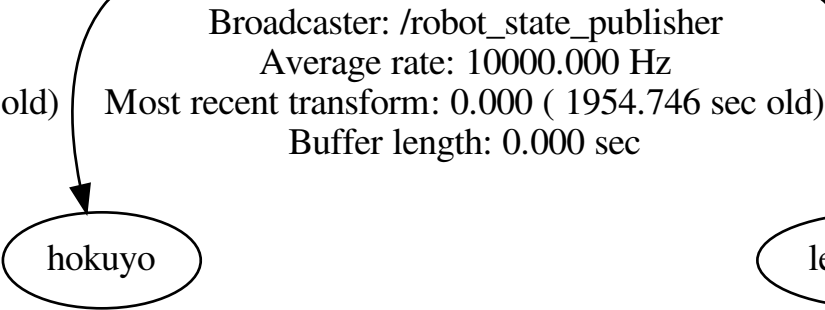 Broadcaster: /robot_state_publisher
Average rate: 10000.000 Hz
old) Most recent transform: 0.000 ( 1954.746 sec old)
Buffer length: 0.000 sec
hokuyo